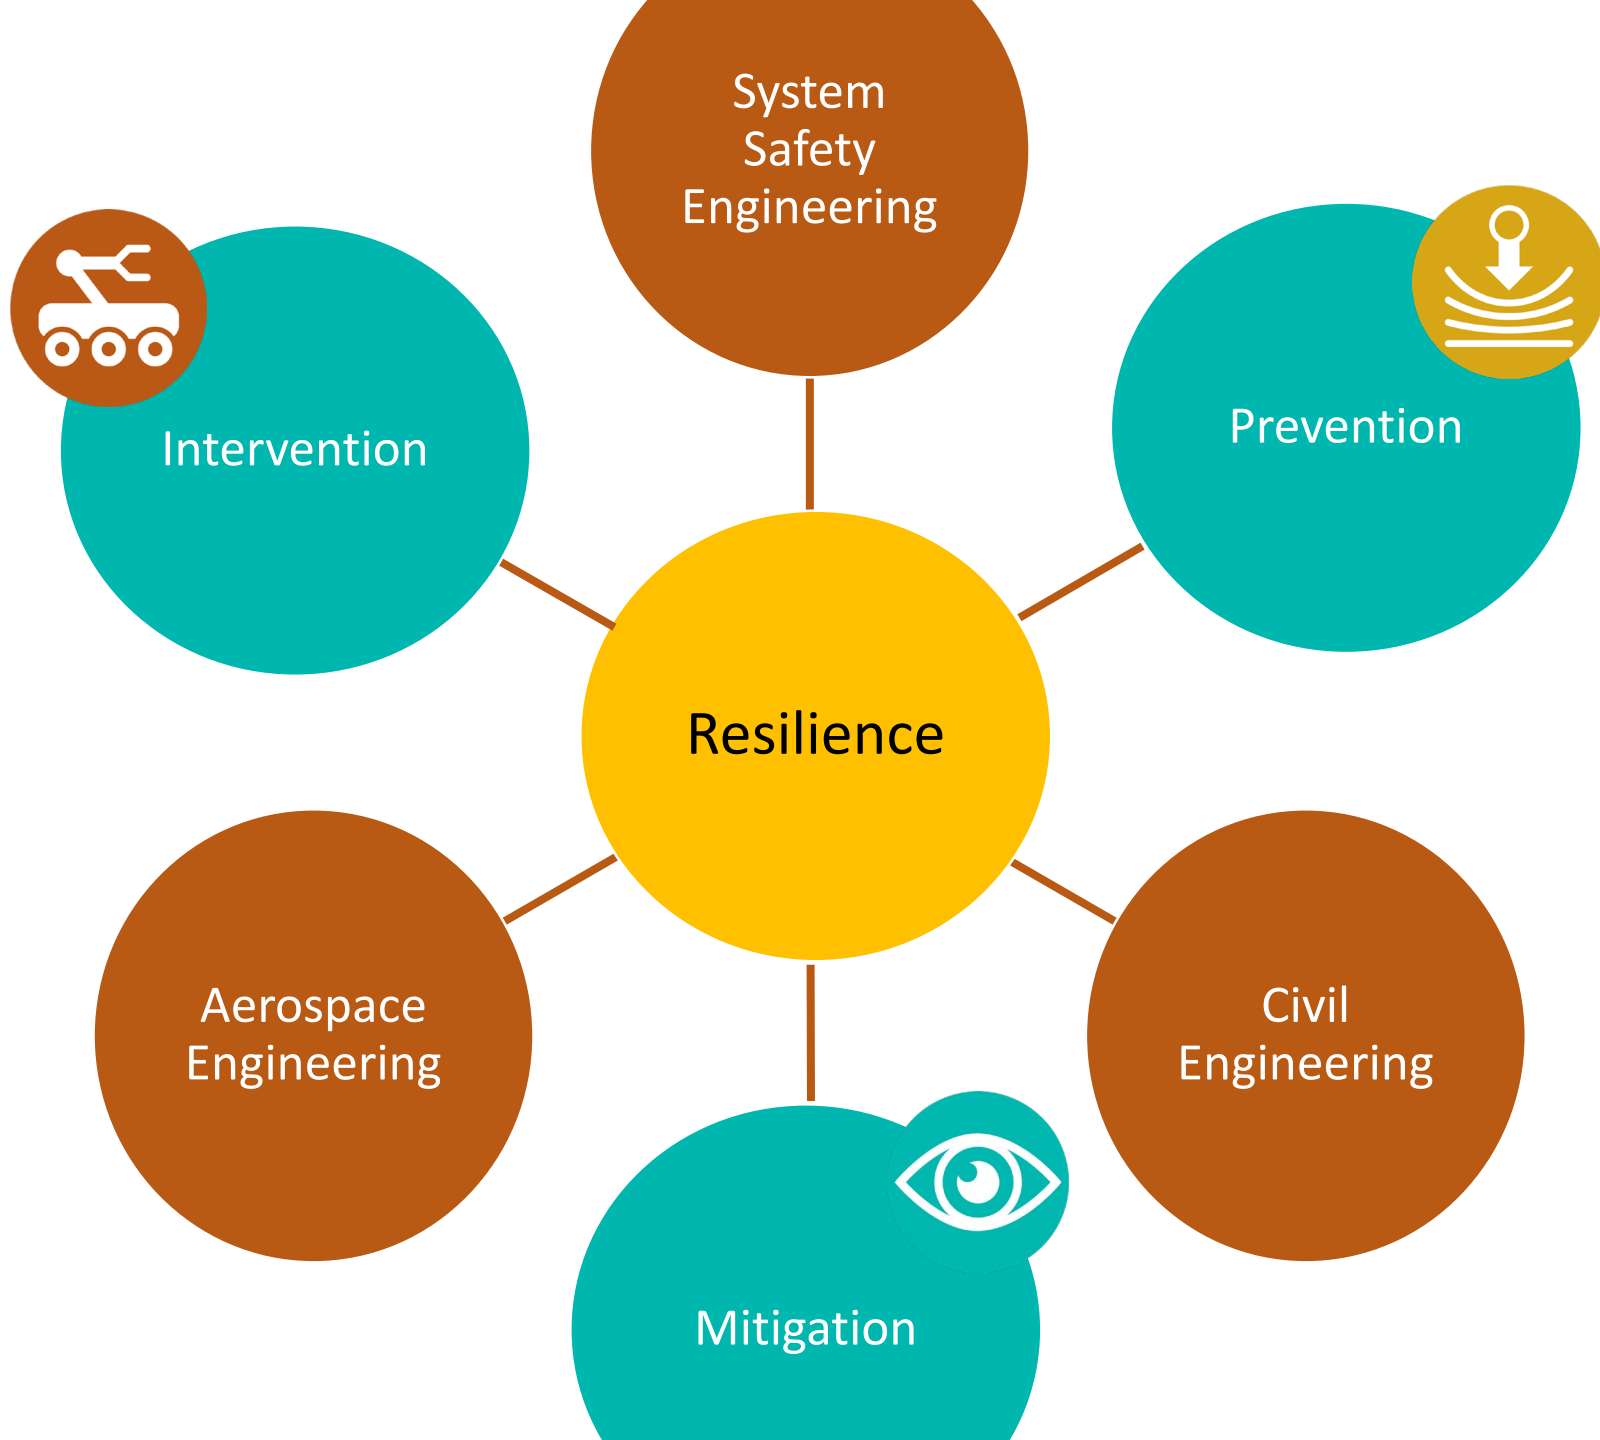 System
Safety
Engineering
Intervention
Prevention
Resilience
Aerospace
Engineering
Civil
Engineering
Mitigation